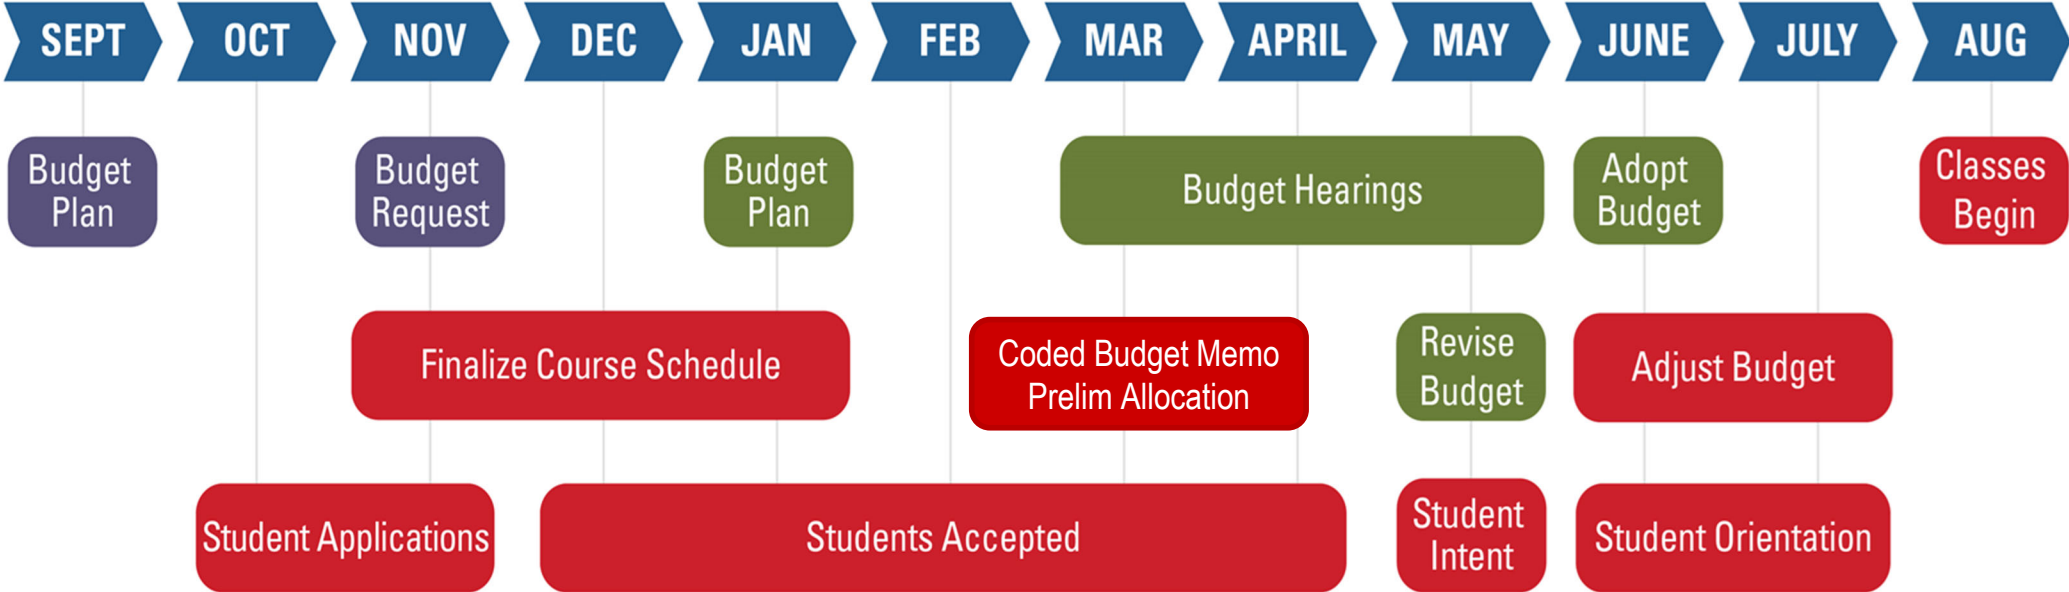 SEPT
OCT
NOV
DEC
JAN
FEB
MAR
APRIL
MAY
JUNE
JULY
AUG
Budget
Plan
Budget
Request
Budget
Plan
Budget Hearings
Adopt
Budget
Classes
Begin
Finalize Course Schedule
Coded Budget Memo
Prelim Allocation
Revise
Budget
Adjust Budget
Student Applications
Students Accepted
Student
Intent
Student Orientation